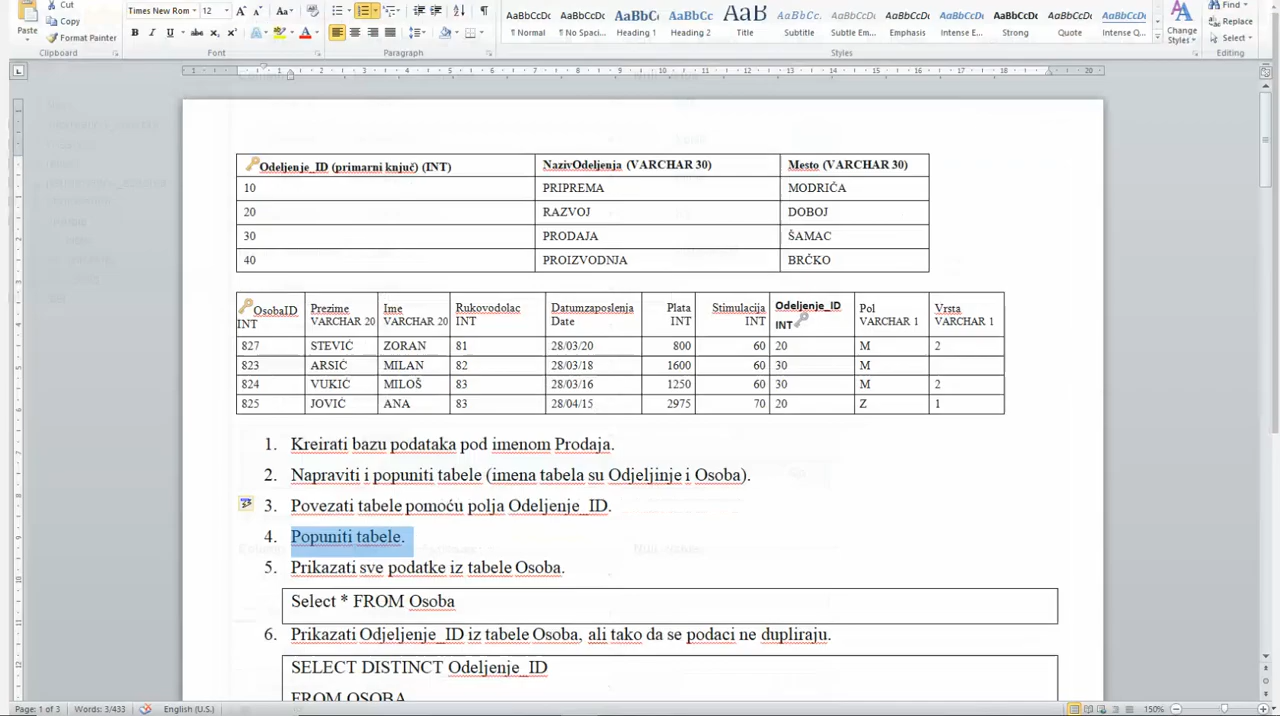 Cut
Copy
Format Painter
Paste
Clipboard
Times New Rom
12
Font
Paragraph
AaBbCcDc AaBbCcDc AaBbC AaBbCc AaB AaBbCc. AaBbCcDc AaBbCcDc AaBbCcDc AaBbCcDc AaBbCcDc AaBbCcDc
¶ Normal ¶ No Spaci... Heading 1 Heading 2 Title Subtitle Subtle Em... Emphasis Intense E... Strong Quote Intense Q...
Change Styles
Styles
Find
Replace
Select
Editing
Odeljenje_ID (primarni knjuč) (INT) NazivOdeljenja (VARCHAR 30) Mesto (VARCHAR 30)
10 PRIPREMA MODRIČA
20 RAZVOJ DOBOJ
30 PRODAJA ŠAMAC
40 PROIZVODNJA BRČKO
OsobaID INT Prezime VARCHAR 20 Ime VARCHAR 20 Rukovodolac INT Datumzaposlenja Date Plata INT Stimulacija INT Odeljenje_ID INT Pol VARCHAR 1 Vrsta VARCHAR 1
827 STEVIĆ ZORAN 81 28/03/20 800 60 20 M 2
823 ARSIĆ MILAN 82 28/03/18 1600 60 30 M
824 VUKIĆ MILOŠ 83 28/03/16 1250 60 30 M 2
825 JOVIĆ ANA 83 28/04/15 2975 70 20 Z 1
1. Kreirati bazu podataka pod imenom Prodaja.
2. Napraviti i popuniti tabele (imena tabela su Odjeljinje i Osoba).
3. Povezati tabele pomoću polja Odeljenje_ID.
4. Popuniti tabele.
5. Prikazati sve podatke iz tabele Osoba.
Select * FROM Osoba
6. Prikazati Odjeljenje_ID iz tabele Osoba, ali tako da se podaci ne dupliraju.
SELECT DISTINCT Odeljenje_ID
FROM OSOBA
Page: 1 of 3 Words: 3/433 English (U.S.) 150%